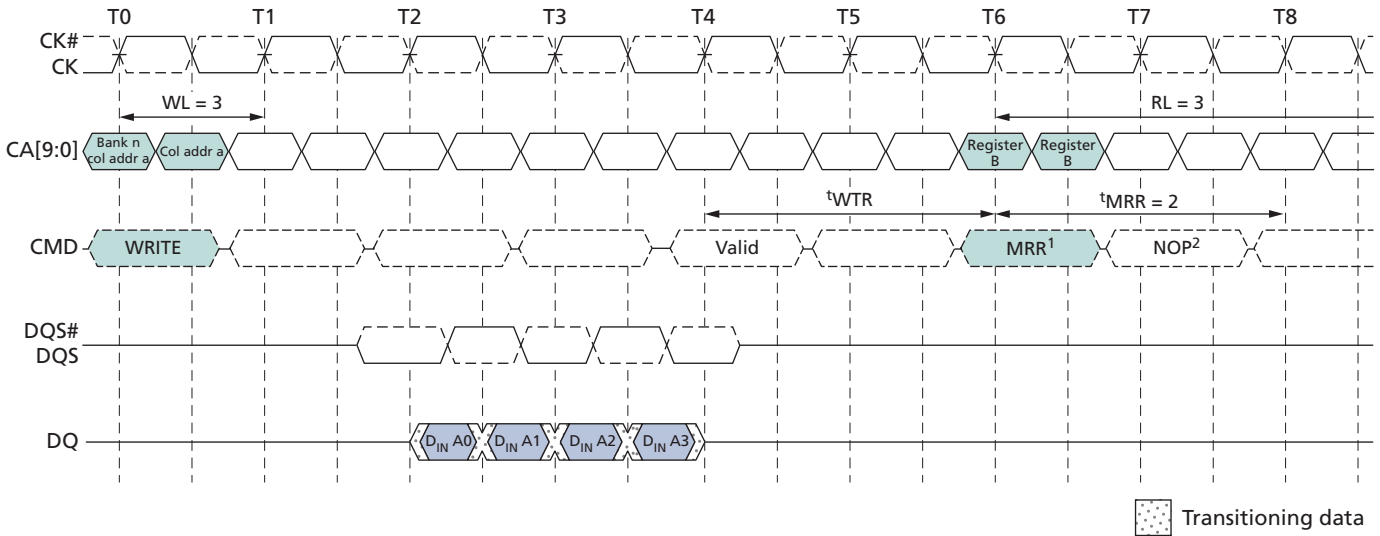 T0 T1 T2 T3 T4 T5 T6 T7 T8
CK#
CK
WL = 3 RL = 3
CA[9:0] Bank n col addr a Col addr a Register B Register B
tWTR tMRR = 2
CMD WRITE Valid MRR1 NOP2
DQS#
DQS
DQ DIN A0 DIN A1 DIN A2 DIN A3
Transitioning data